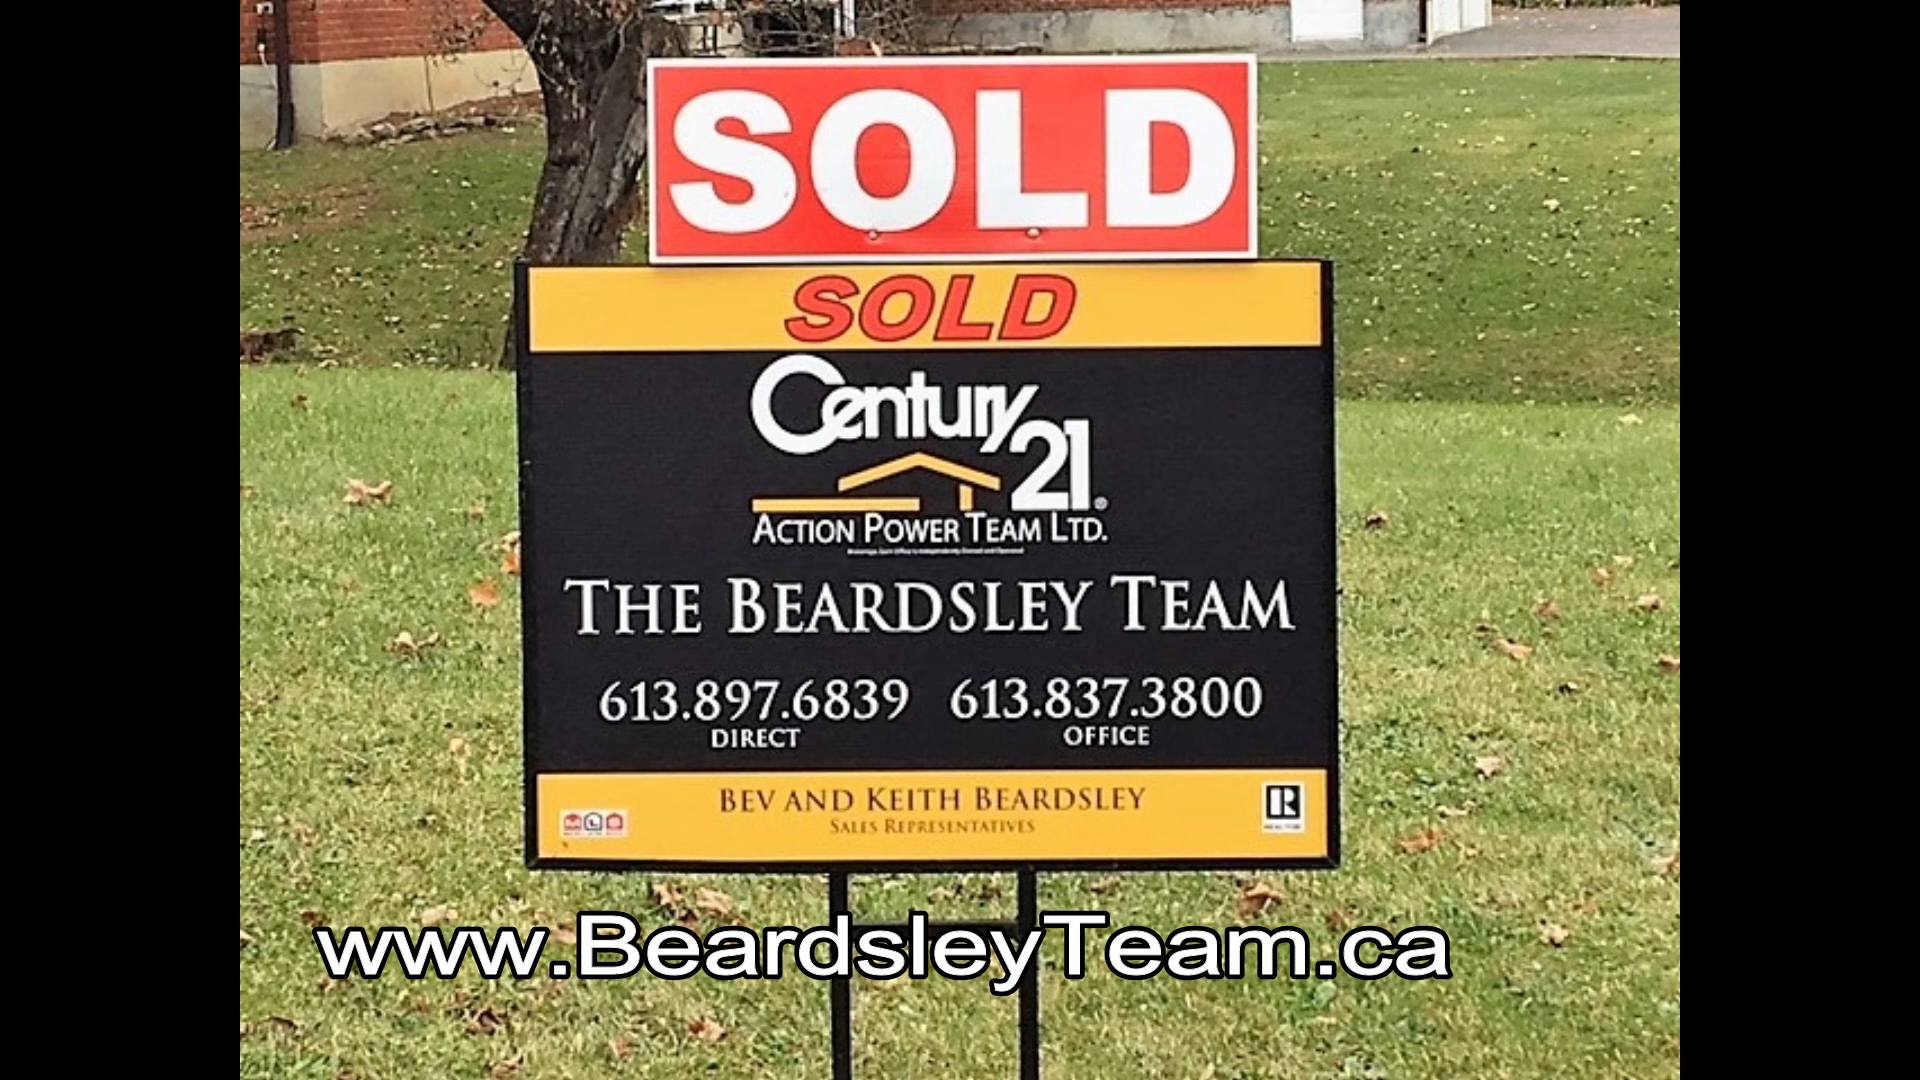 SOLD
SOLD
Century 21®
ACTION POWER TEAM LTD.
THE BEARDSLEY TEAM
613.897.6839 613.837.3800
DIRECT OFFICE
BEV AND KEITH BEARDSLEY
SALES REPRESENTATIVES
R
www.BeardsleyTeam.ca